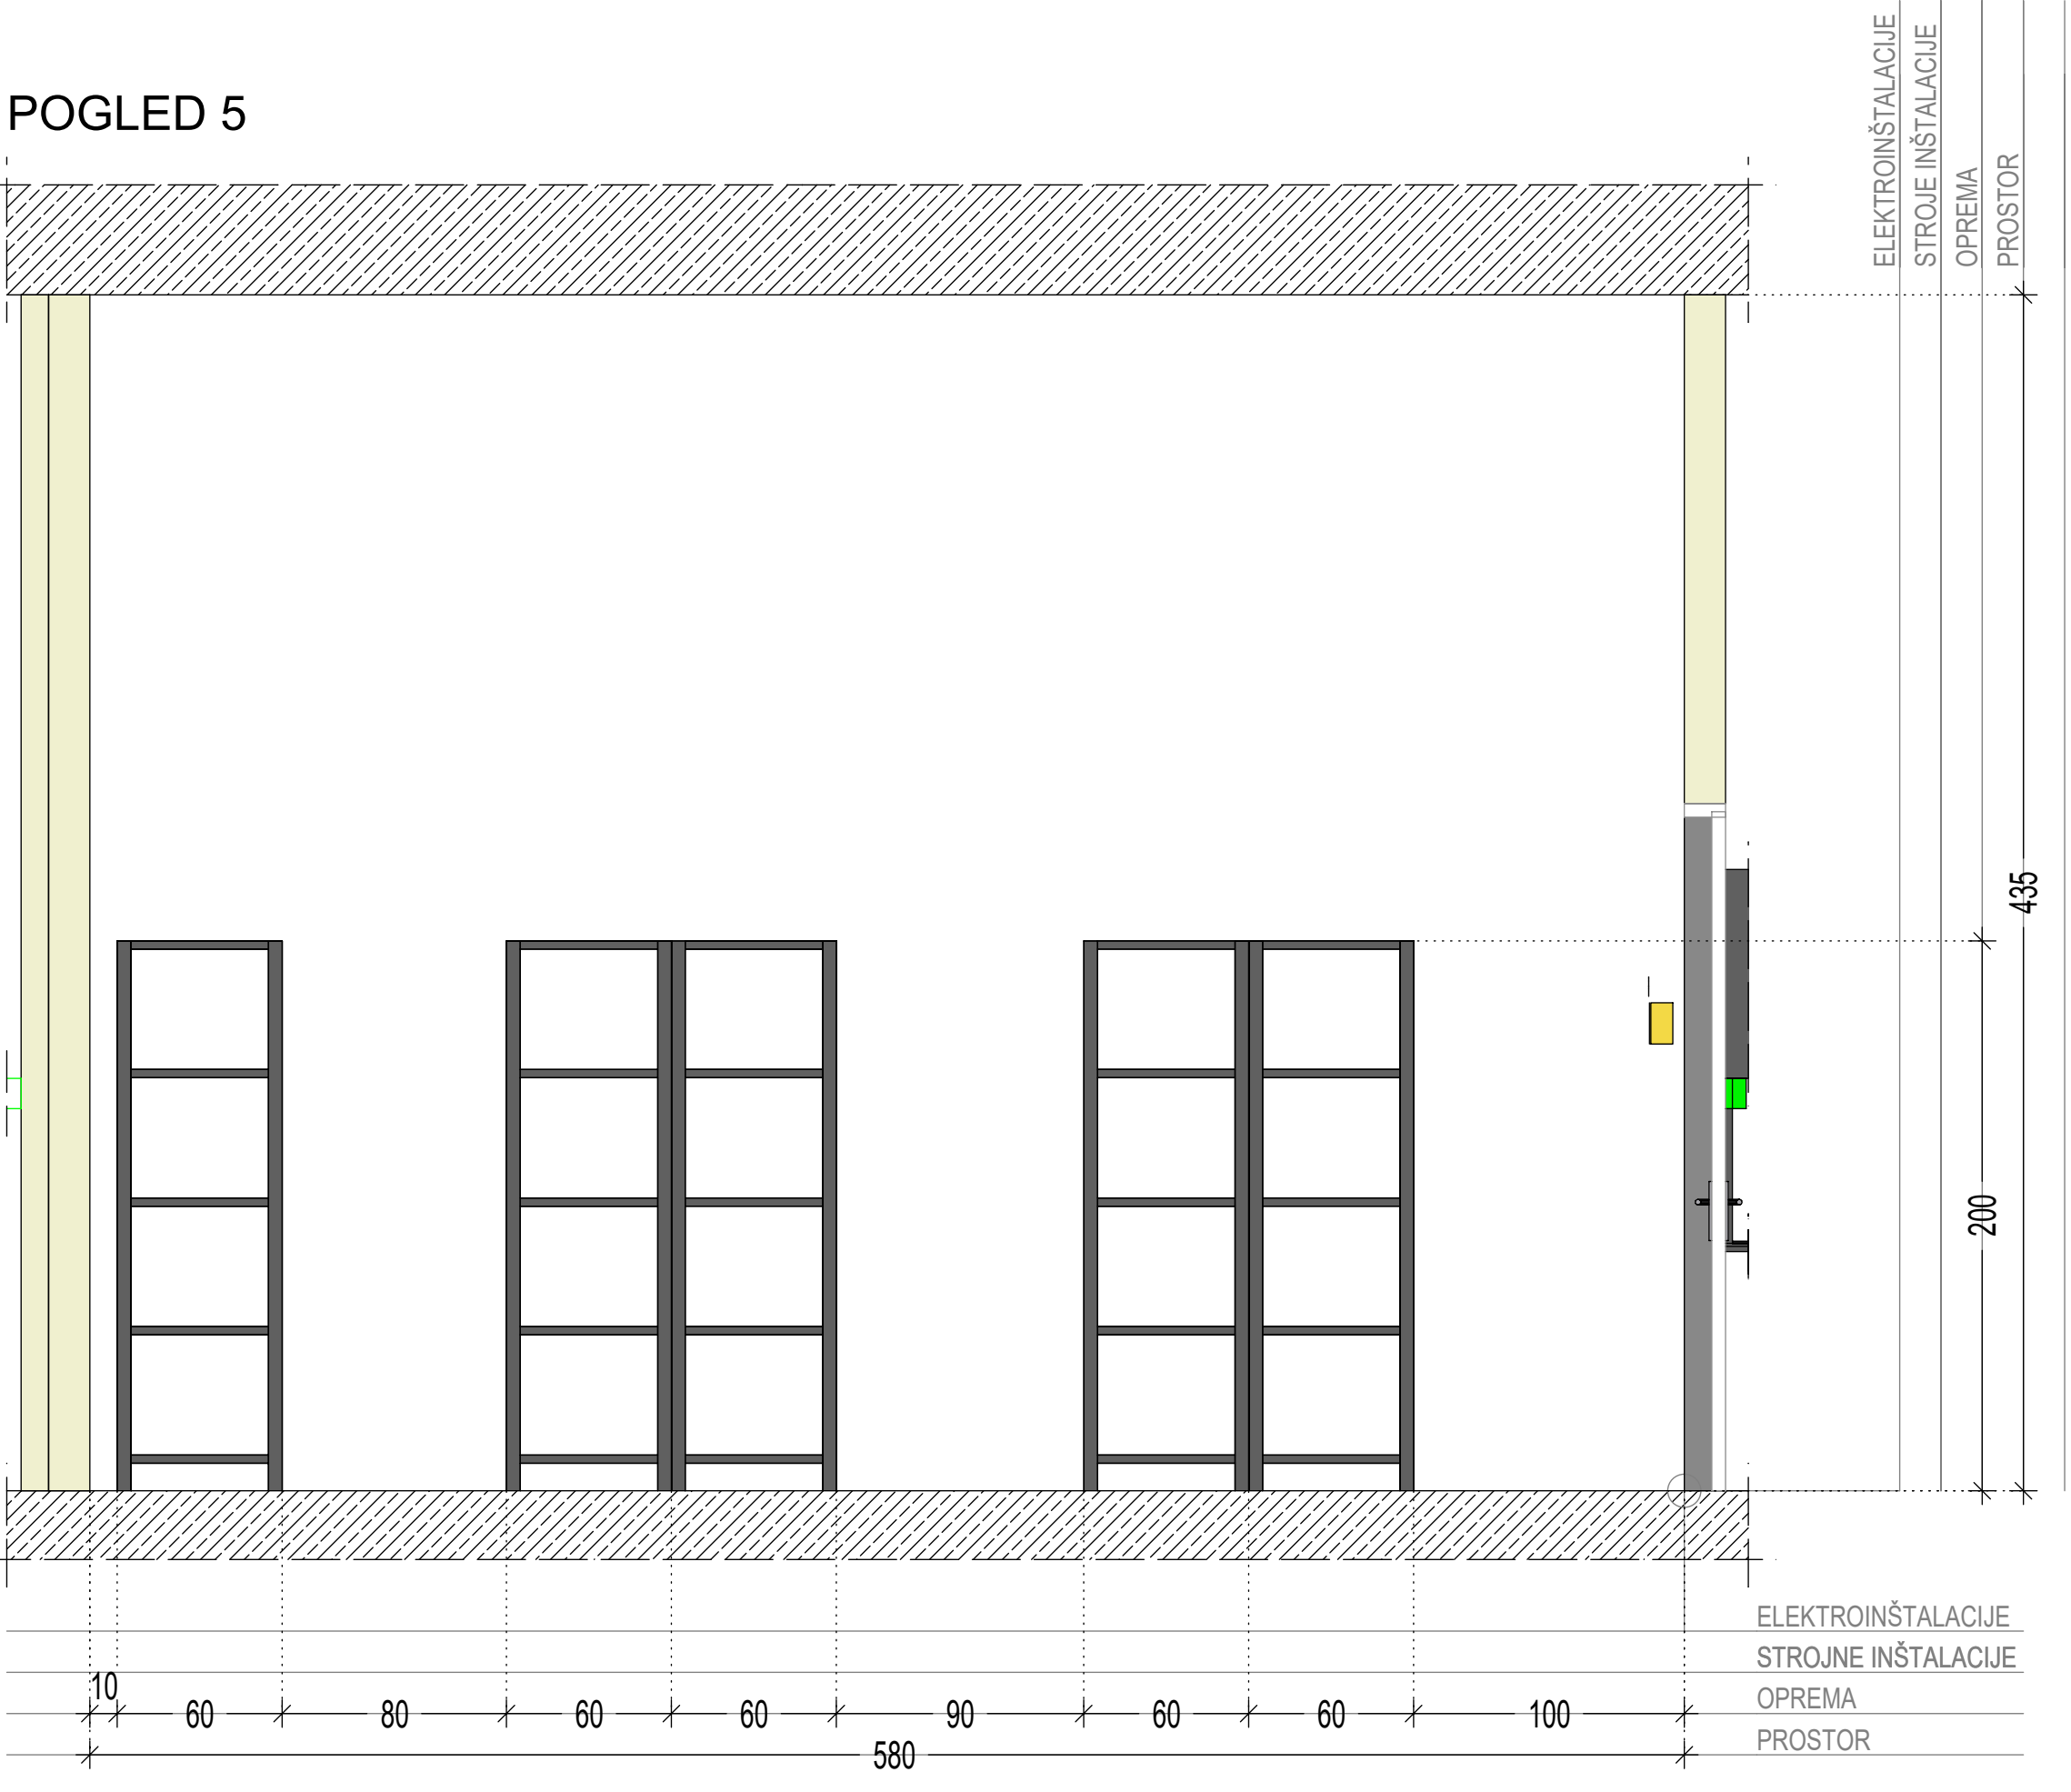 ELEKTROINŠTALACIJE
STROJE INŠTALACIJE
OPREMA
PROSTOR
POGLED 5
435
200
ELEKTROINŠTALACIJE
STROJNE INŠTALACIJE
10
60 80 60 60 90 60 60 100
OPREMA
580
PROSTOR